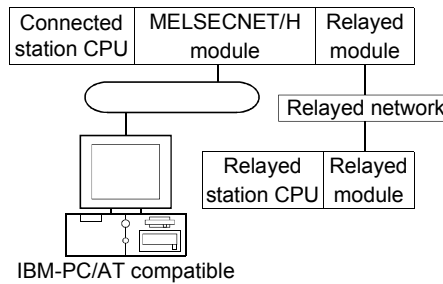 Connected
station CPU
MELSECNET/H
module
Relayed
module
Relayed network
Relayed
station CPU
Relayed
module
IBM-PC/AT compatible